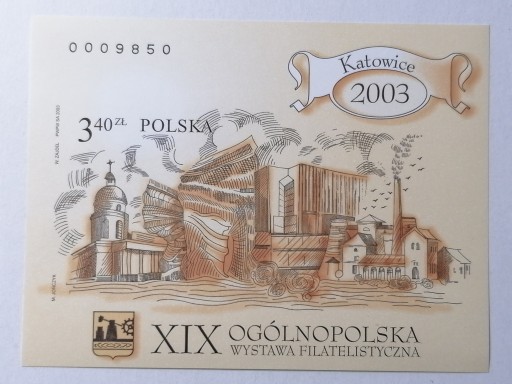 0009850
Katowice
2003
3,40 ZŁ POLSKA
XIX OGÓLNOPOLSKA
WYSTAWA FILATELISTYCZNA